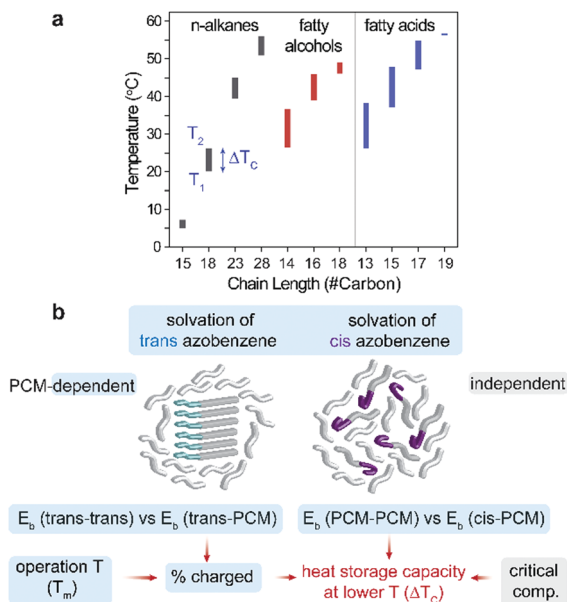 a
n-alkanes
fatty
alcohols
fatty acids
Temperature (°C)
60
50
40
30
20
10
0
T2
T1
ΔTC
15 18 23 28 14 16 18 13 15 17 19
Chain Length (#Carbon)
b
solvation of
trans azobenzene
solvation of
cis azobenzene
PCM-dependent
independent
Eb (trans-trans) vs Eb (trans-PCM)
Eb (PCM-PCM) vs Eb (cis-PCM)
operation T
(Tm)
% charged
heat storage capacity
at lower T (ΔTC)
critical
comp.